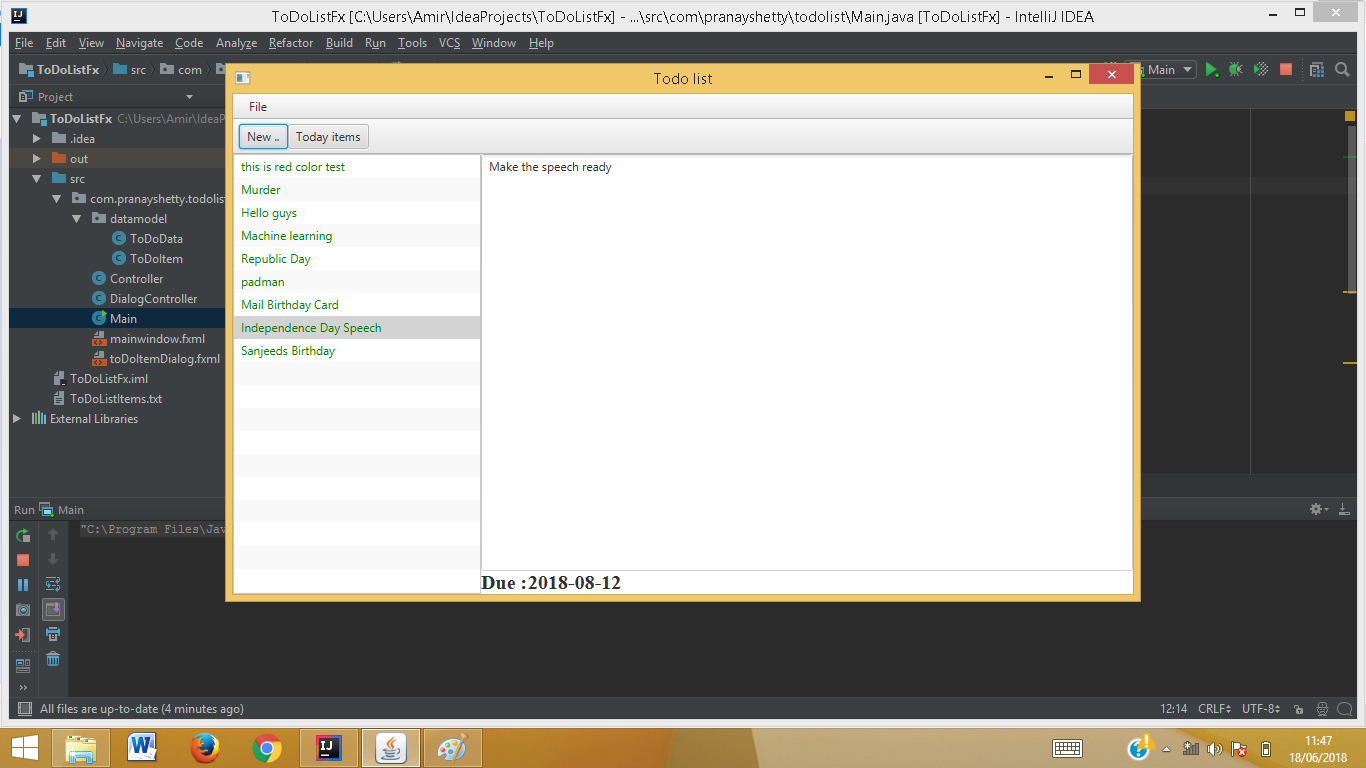 ToDoListFx [C:\Users\Amir\IdeaProjects\ToDoListFx] - ...\src\com\pranayshetty\todolist\Main.java [ToDoListFx] - IntelliJ IDEA
File Edit View Navigate Code Analyze Refactor Build Run Tools VCS Window Help
ToDoListFx src com Main
Project
ToDoListFx C:\Users\Amir\IdeaP
.idea
out
src
com.pranayshetty.todolis
datamodel
ToDoData
ToDoItem
Controller
DialogController
Main
mainwindow.fxml
toDoItemDialog.fxml
ToDoListFx.iml
ToDoListItems.txt
External Libraries
Todo list
File
New .. Today items
this is red color test
Murder
Hello guys
Machine learning
Republic Day
padman
Mail Birthday Card
Independence Day Speech
Sanjeeds Birthday
Make the speech ready
Due :2018-08-12
Run Main
"C:\Program Files\Jav
All files are up-to-date (4 minutes ago) 12:14 CRLF UTF-8
11:47
18/06/2018